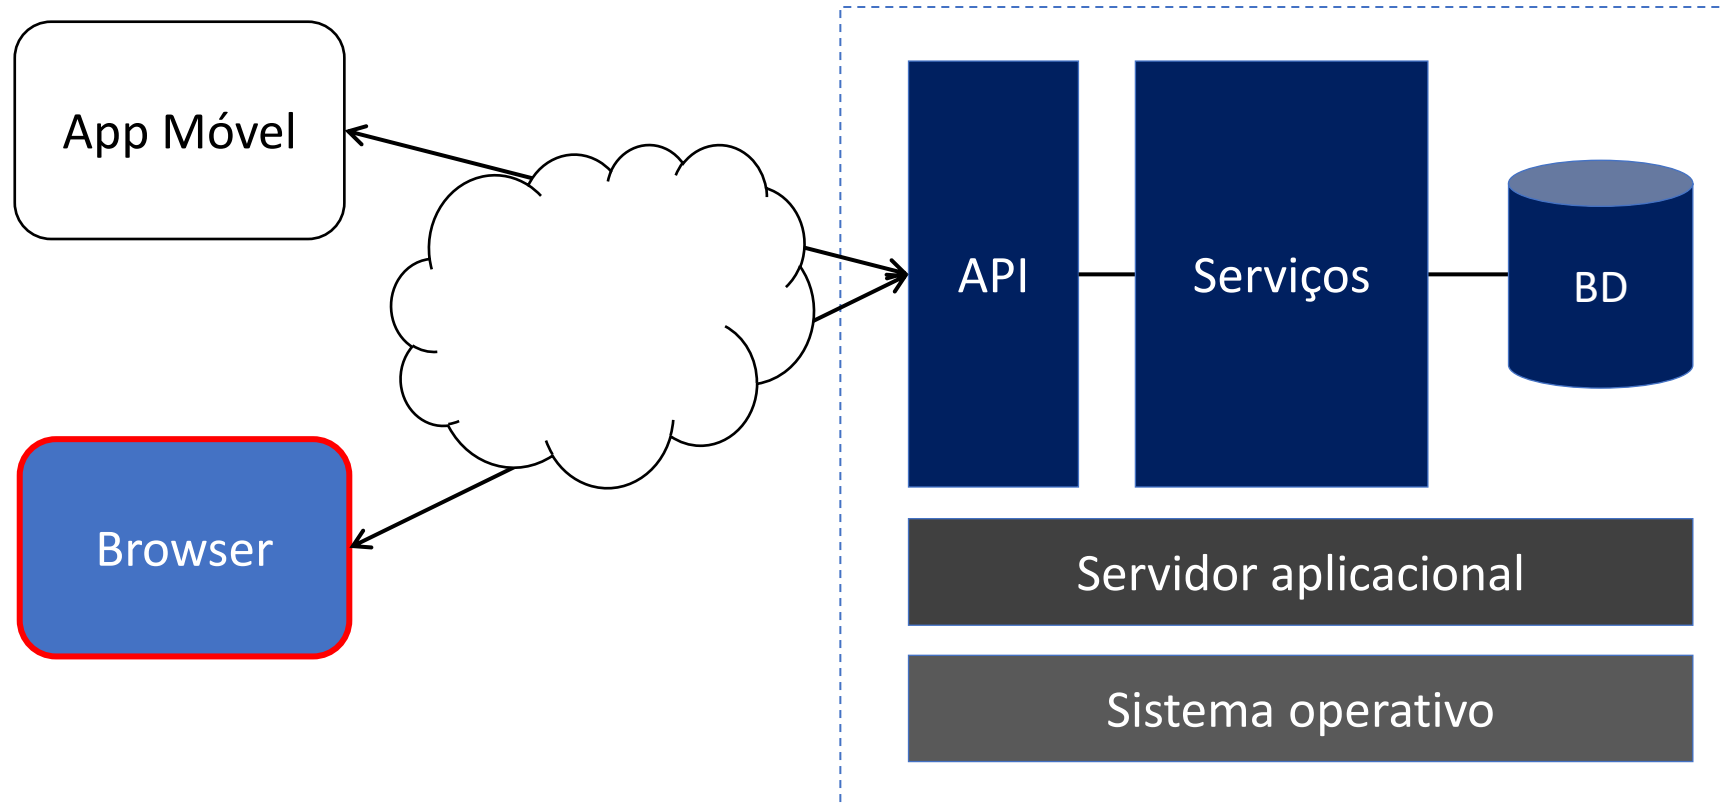 App Móvel
API
Serviços
BD
Browser
Servidor aplicacional
Sistema operativo